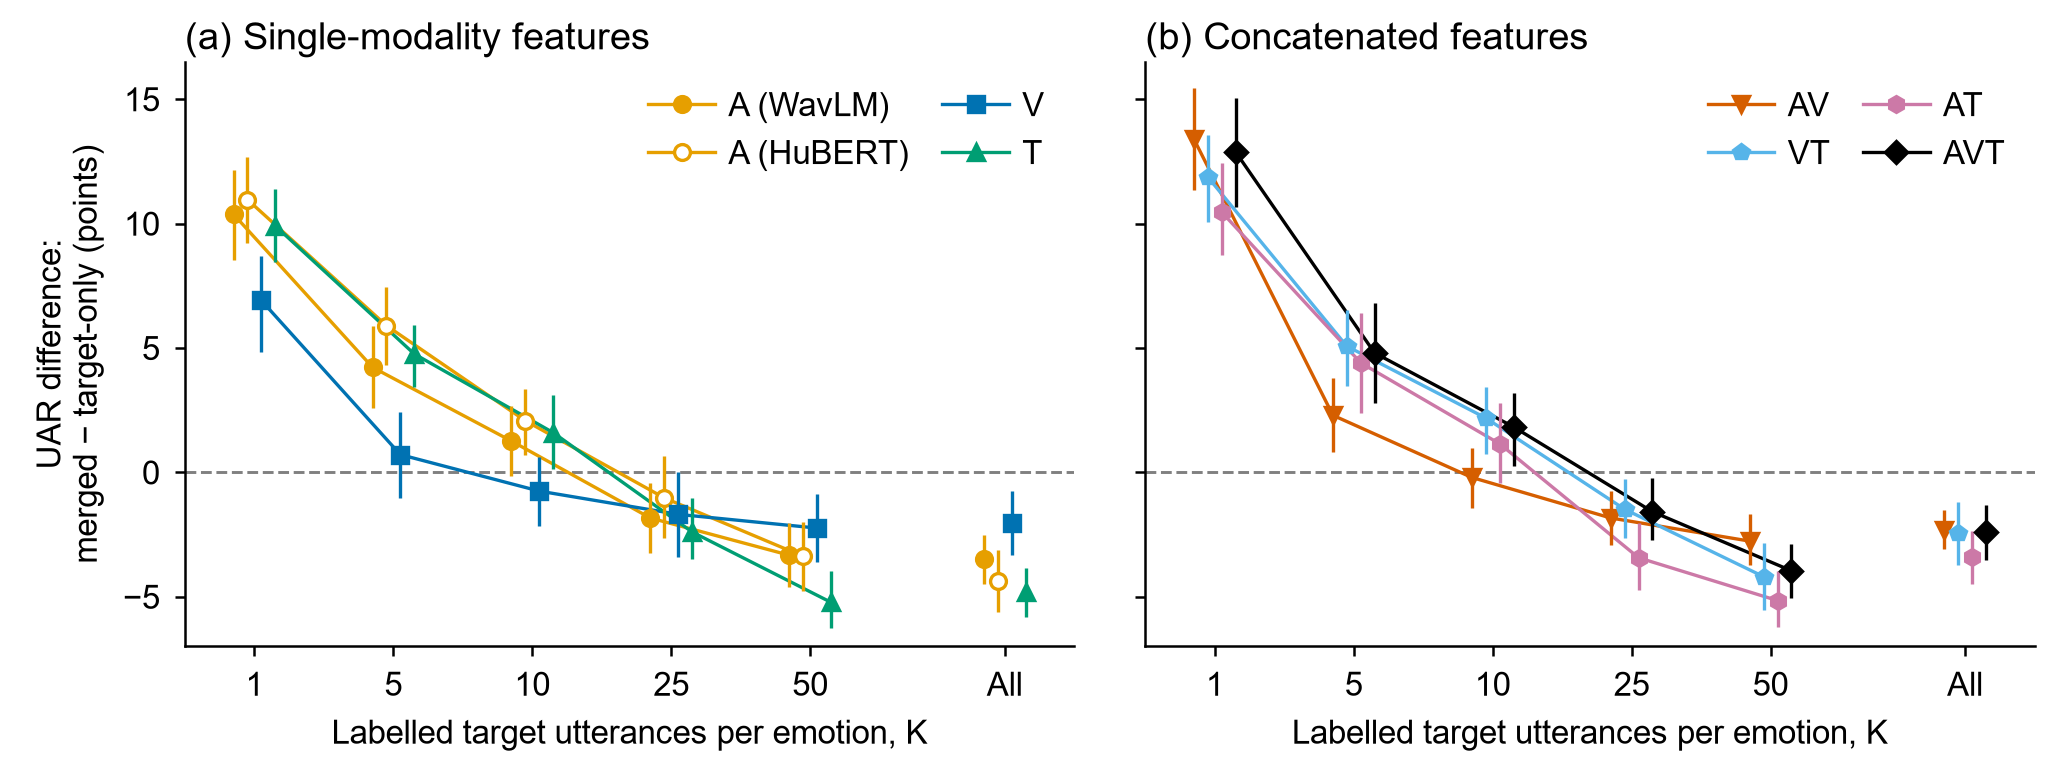 (a) Single-modality features
A (WavLM)
A (HuBERT)
V
T
UAR difference:
merged − target-only (points)
15
10
5
0
−5
1 5 10 25 50 All
Labelled target utterances per emotion, K
(b) Concatenated features
AV
VT
AT
AVT
1 5 10 25 50 All
Labelled target utterances per emotion, K